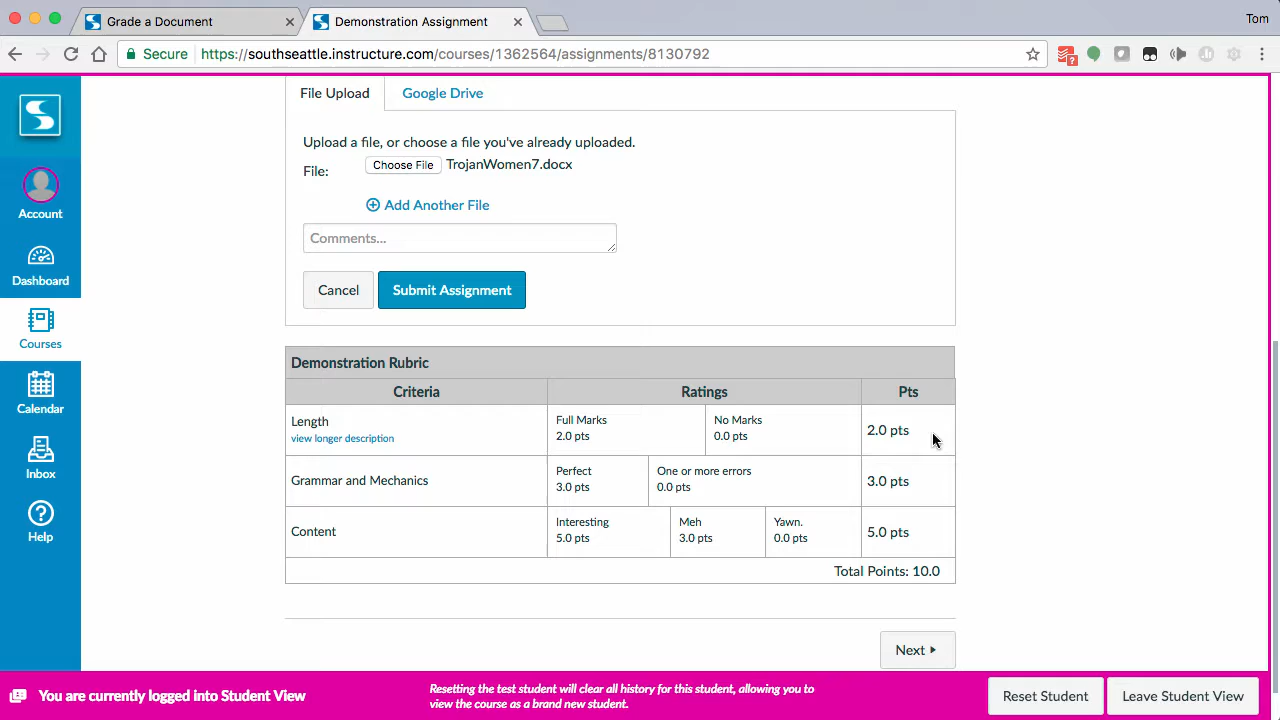 Grade a Document
Demonstration Assignment
Tom
Secure https://southseattle.instructure.com/courses/1362564/assignments/8130792
File Upload
Google Drive
Upload a file, or choose a file you've already uploaded.
File: Choose File TrojanWomen7.docx
Add Another File
Comments...
Cancel
Submit Assignment
Account
Dashboard
Courses
Calendar
Inbox
Help
Demonstration Rubric
Criteria Ratings Pts
Length
view longer description
Full Marks
2.0 pts
No Marks
0.0 pts
2.0 pts
Grammar and Mechanics
Perfect
3.0 pts
One or more errors
0.0 pts
3.0 pts
Content
Interesting
5.0 pts
Meh
3.0 pts
Yawn.
0.0 pts
5.0 pts
Total Points: 10.0
Next
You are currently logged into Student View
Resetting the test student will clear all history for this student, allowing you to
view the course as a brand new student.
Reset Student
Leave Student View